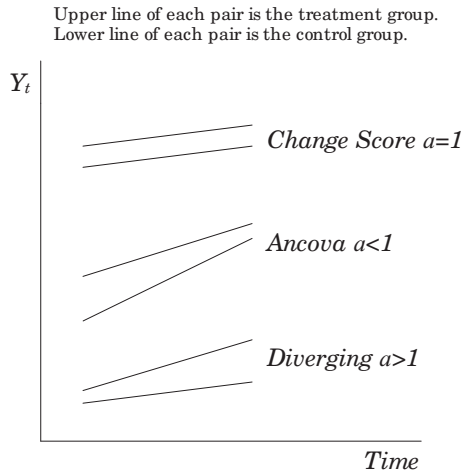 Upper line of each pair is the treatment group.
Lower line of each pair is the control group.
Yt
Change Score a=1
Ancova a<1
Diverging a>1
Time